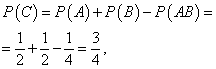 P(C) = P(A) + P(B) − P(AB) =
= 1/2 + 1/2 − 1/4 = 3/4,